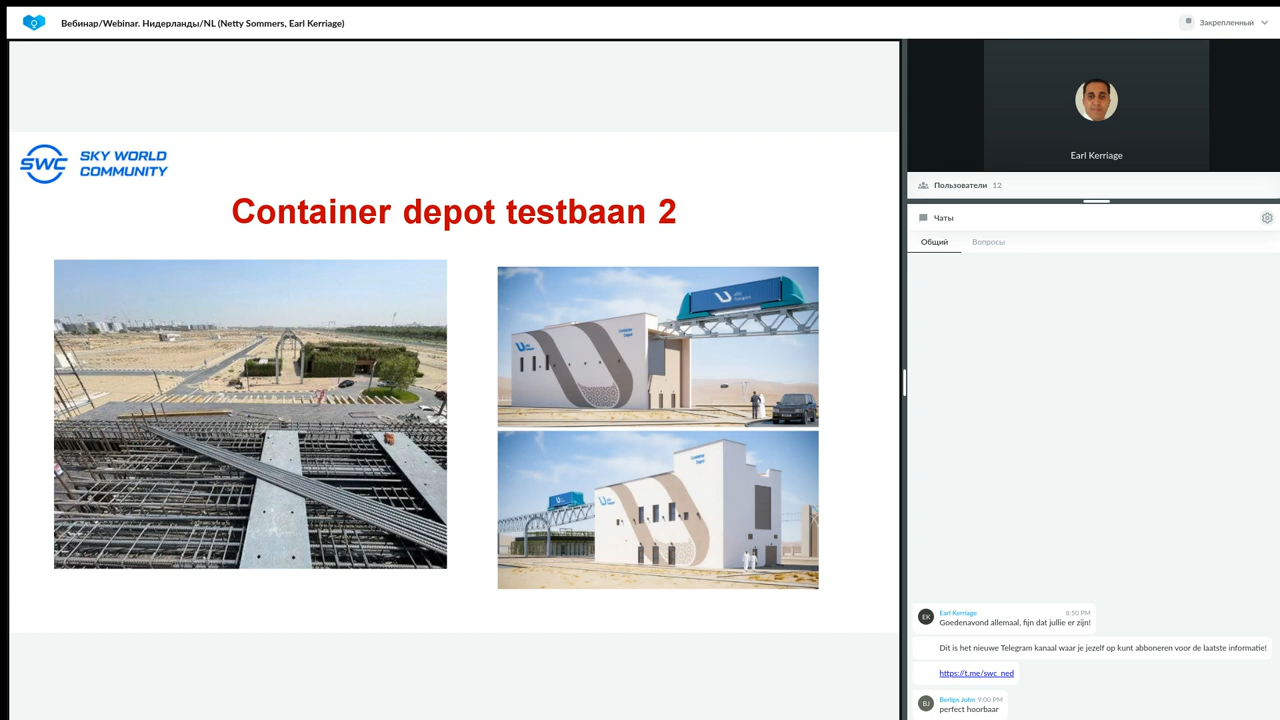 Вебинар/Webinar. Нидерланды/NL (Netty Sommers, Earl Kerriage)
Закрепленный
SWC
SKY WORLD
COMMUNITY
Container depot testbaan 2
Earl Kerriage
Пользователи 12
Чаты
Общий
Вопросы
EK
Earl Kerriage 8:50 PM
Goedenavond allemaal, fijn dat jullie er zijn!
Dit is het nieuwe Telegram kanaal waar je jezelf op kunt abboneren voor de laatste informatie!
https://t.me/swc_ned
BJ
Berlips John 9:00 PM
perfect hoorbaar